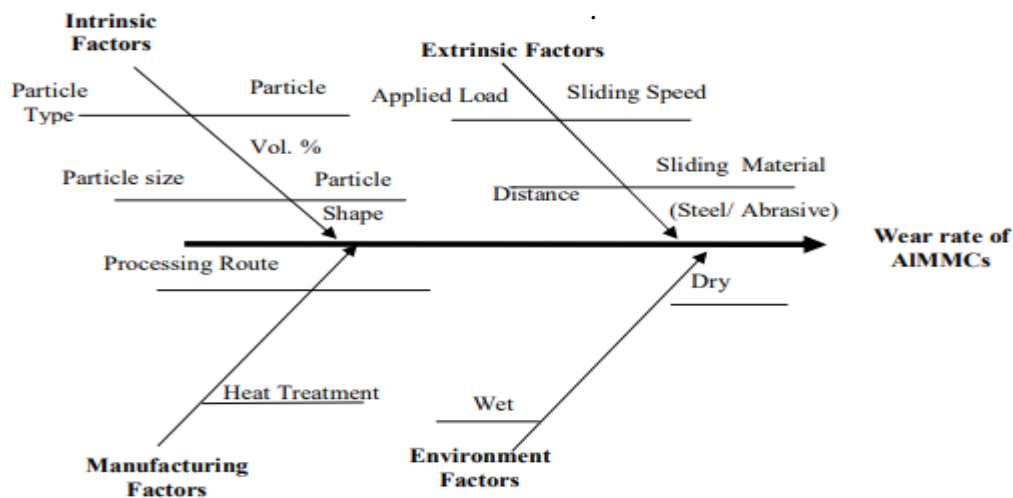 Intrinsic
Factors
Particle
Type
Particle
Vol. %
Particle size
Particle
Shape
Extrinsic Factors
Applied Load
Sliding Speed
Sliding Material
Distance
(Steel/ Abrasive)
Wear rate of
AlMMCs
Processing Route
Heat Treatment
Manufacturing
Factors
Dry
Wet
Environment
Factors